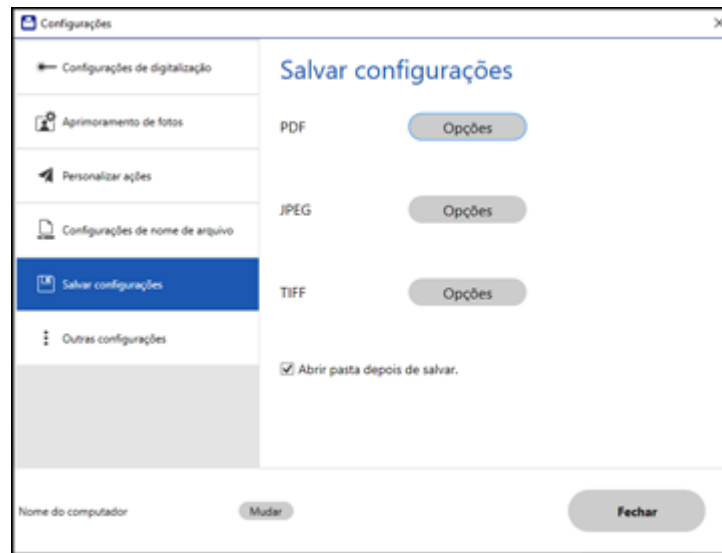 Configurações
Configurações de digitalização
Aprimoramento de fotos
Personalizar ações
Configurações de nome de arquivo
Salvar configurações
Outras configurações
Salvar configurações
PDF Opções
JPEG Opções
TIFF Opções
Abrir pasta depois de salvar.
Nome do computador Mudar Fechar